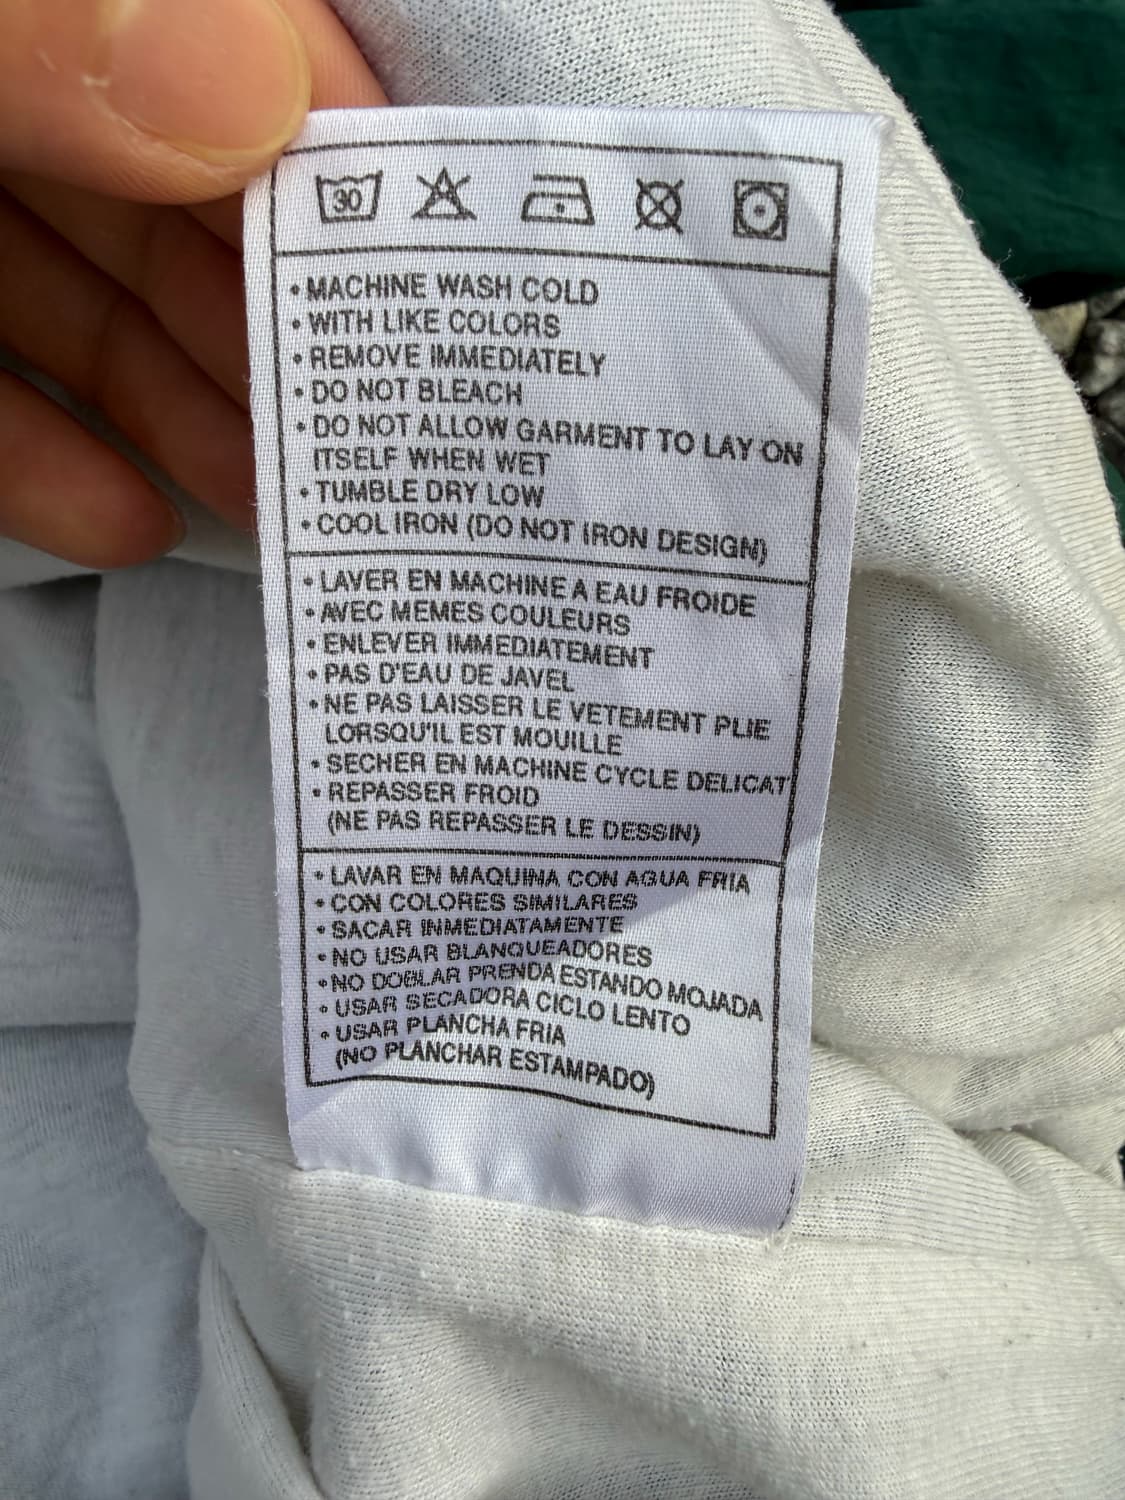 30
• MACHINE WASH COLD
• WITH LIKE COLORS
• REMOVE IMMEDIATELY
• DO NOT BLEACH
• DO NOT ALLOW GARMENT TO LAY ON
ITSELF WHEN WET
• TUMBLE DRY LOW
• COOL IRON (DO NOT IRON DESIGN)
• LAVER EN MACHINE A EAU FROIDE
• AVEC MEMES COULEURS
• ENLEVER IMMEDIATEMENT
• PAS D'EAU DE JAVEL
• NE PAS LAISSER LE VETEMENT PLIE
LORSQU'IL EST MOUILLE
• SECHER EN MACHINE CYCLE DELICAT
• REPASSER FROID
(NE PAS REPASSER LE DESSIN)
• LAVAR EN MAQUINA CON AGUA FRIA
• CON COLORES SIMILARES
• SACAR INMEDIATAMENTE
• NO USAR BLANQUEADORES
• NO DOBLAR PRENDA ESTANDO MOJADA
• USAR SECADORA CICLO LENTO
• USAR PLANCHA FRIA
(NO PLANCHAR ESTAMPADO)